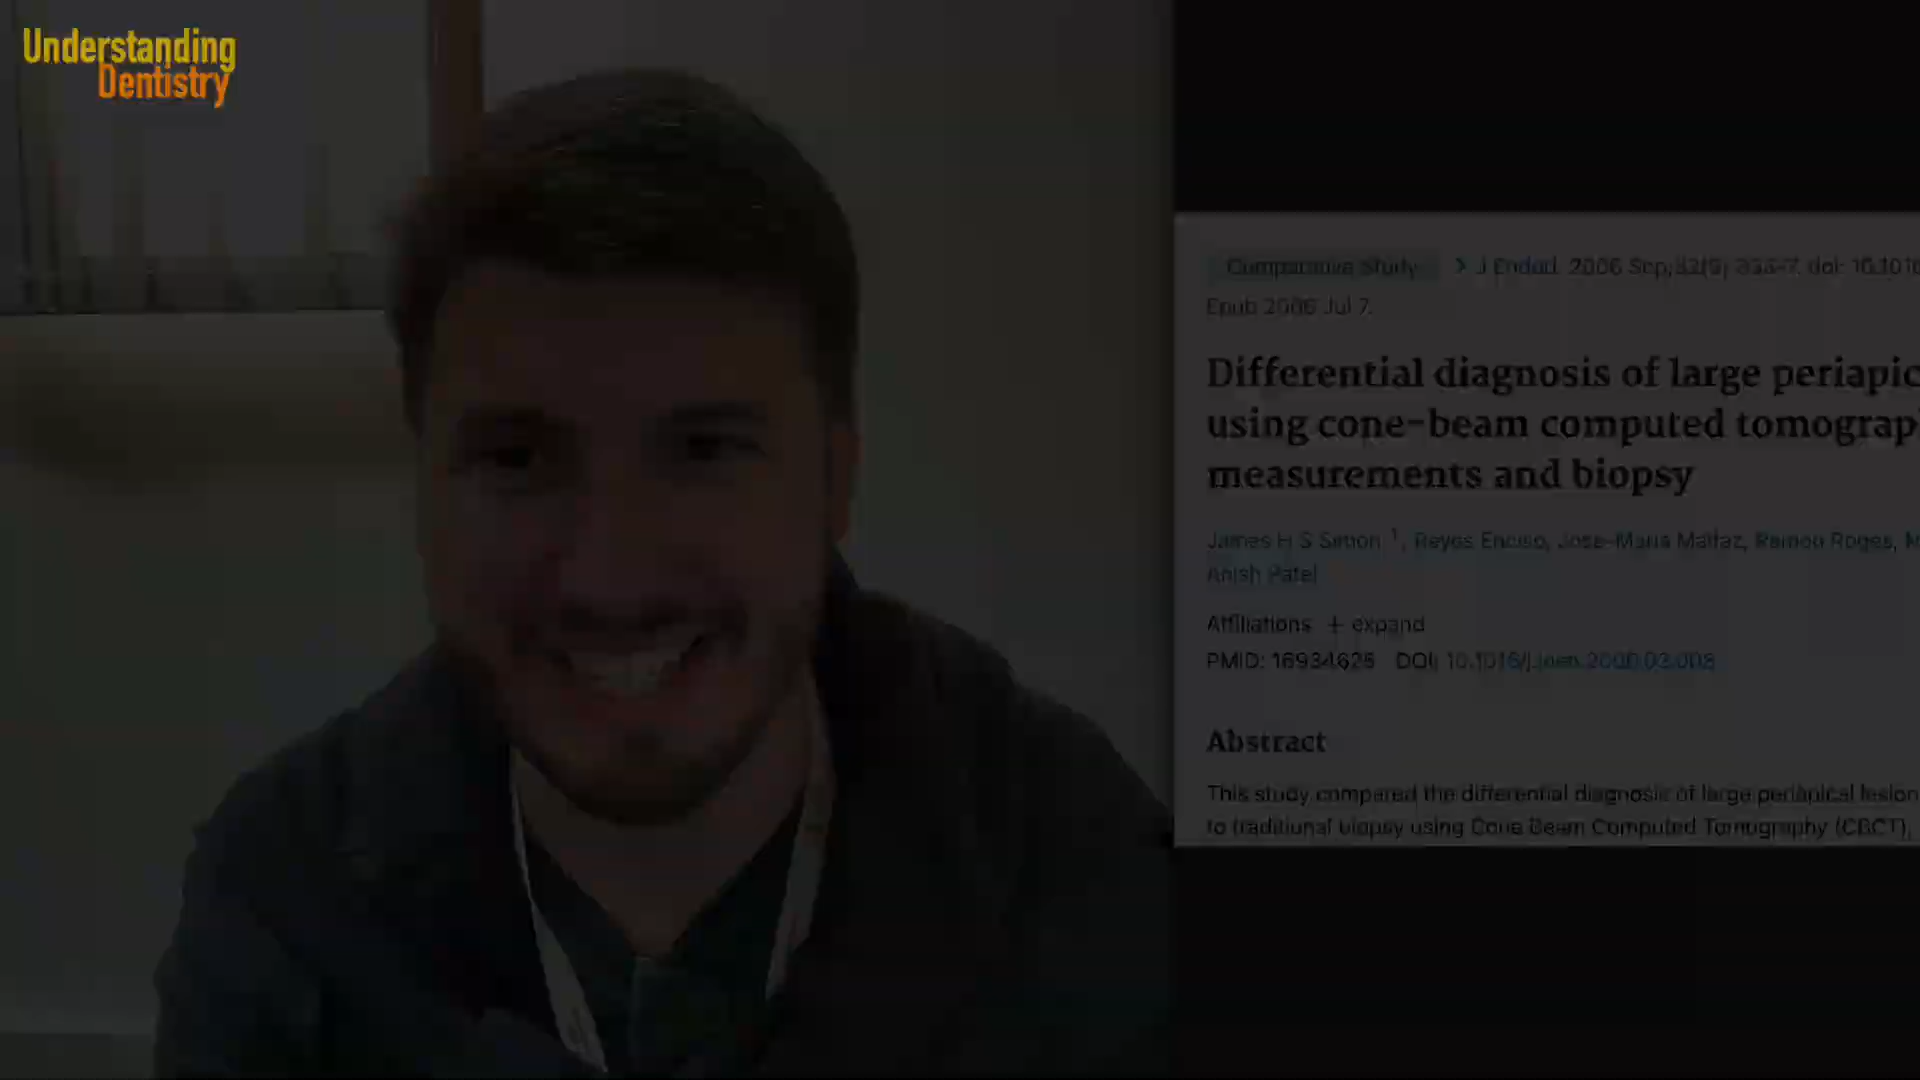 Understanding
Dentistry
Comparative Study > J Endod. 2006 Sep;32(9) 833-7. doi: 10.1016
Epub 2006 Jul 7.
Differential diagnosis of large periapic
using cone-beam computed tomograp
measurements and biopsy
James H S Simon 1, Reyes Enciso, Jose-Maria Malfaz, Ramon Roges,
Anish Patel
Affiliations + expand
PMID: 16934625 DOI: 10.1016/j.joen.2006.03.008
Abstract
This study compared the differential diagnosis of large periapical lesion
to traditional biopsy using Cone Beam Computed Tomography (CBCT),